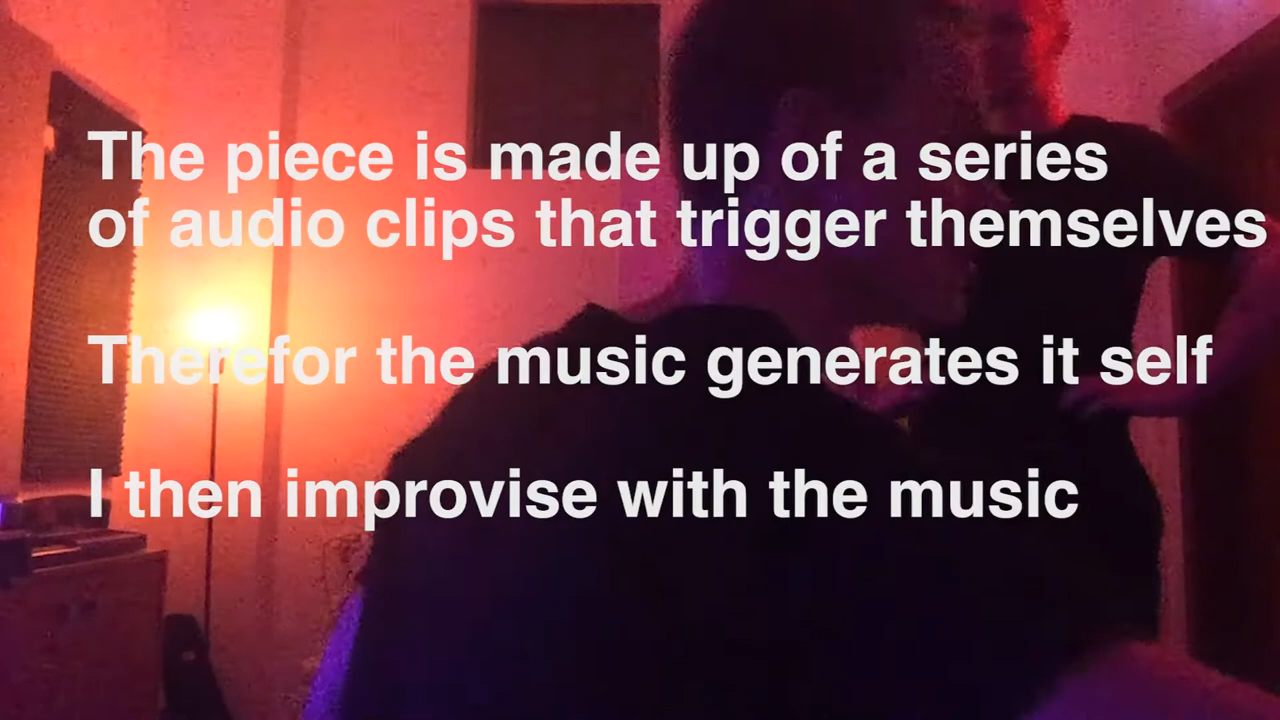 The piece is made up of a series
of audio clips that trigger themselves
Therefor the music generates it self
I then improvise with the music